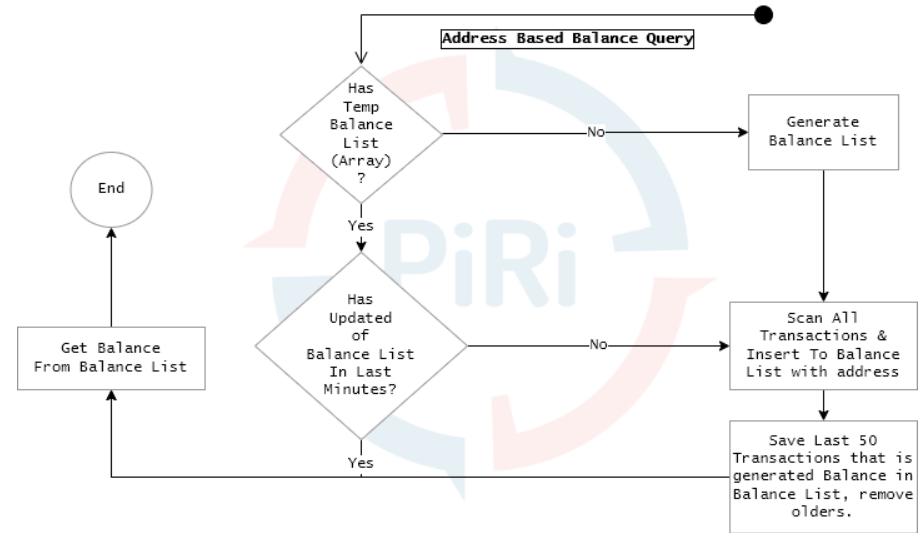 Address Based Balance Query
Has
Temp
Balance
List
(Array)
?
No
Generate
Balance List
End
Yes
PiRi
Has
Updated
of
Balance List
In Last
Minutes?
No
Scan All
Transactions &
Insert To Balance
List with address
Get Balance
From Balance List
Yes
Save Last 50
Transactions that is
generated Balance in
Balance List, remove
olders.